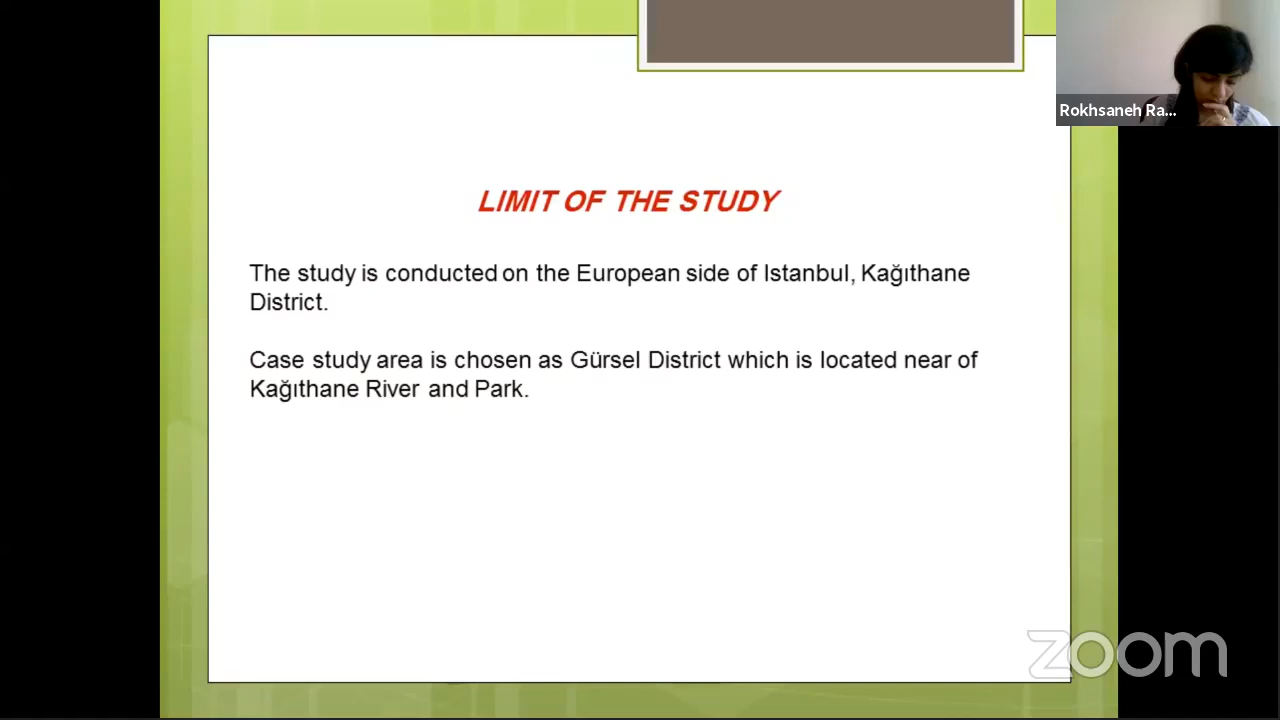 Rokhsaneh Ra...
LIMIT OF THE STUDY
The study is conducted on the European side of Istanbul, Kağıthane
District.
Case study area is chosen as Gürsel District which is located near of
Kağıthane River and Park.
zoom